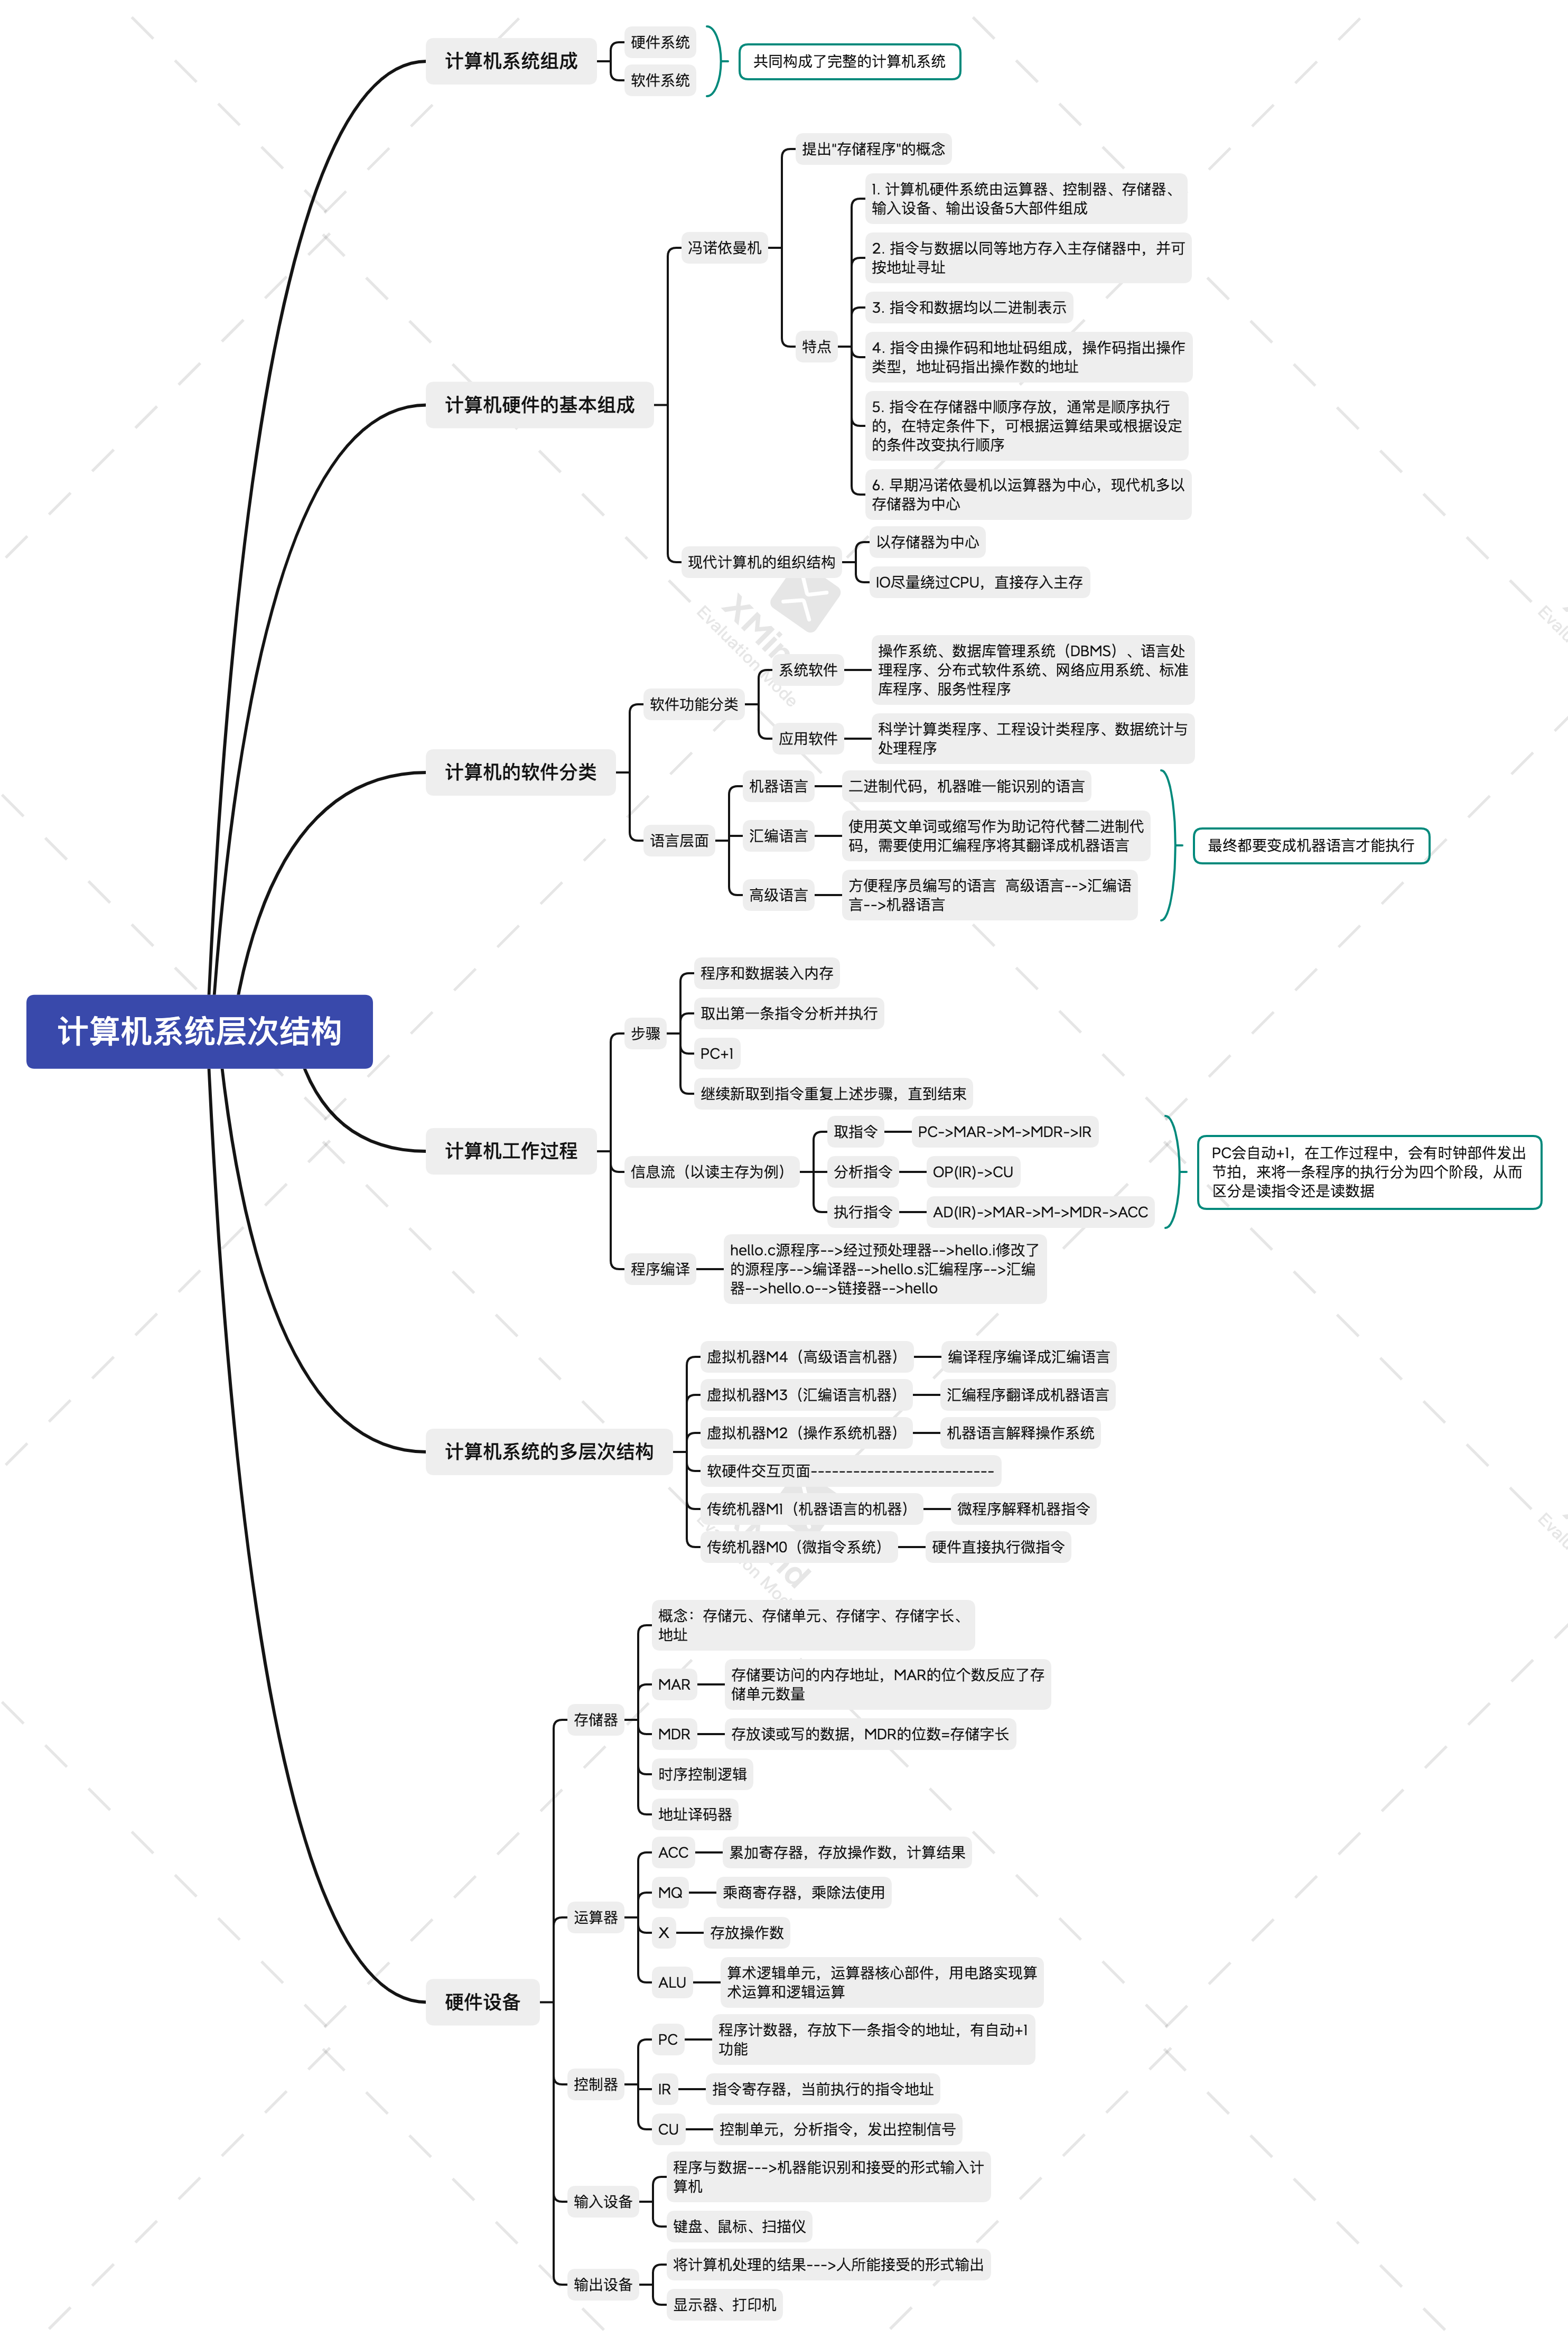 计算机系统层次结构
计算机系统组成
硬件系统
软件系统
共同构成了完整的计算机系统
计算机硬件的基本组成
冯诺依曼机
提出“存储程序”的概念
特点
1. 计算机硬件系统由运算器、控制器、存储器、
输入设备、输出设备5大部件组成
2. 指令与数据以同等地方存入主存储器中，并可
按地址寻址
3. 指令和数据均以二进制表示
4. 指令由操作码和地址码组成，操作码指出操作
类型，地址码指出操作数的地址
5. 指令在存储器中顺序存放，通常是顺序执行
的，在特定条件下，可根据运算结果或根据设定
的条件改变执行顺序
6. 早期冯诺依曼机以运算器为中心，现代机多以
存储器为中心
现代计算机的组织结构
以存储器为中心
IO尽量绕过CPU，直接存入主存
计算机的软件分类
软件功能分类
系统软件
操作系统、数据库管理系统（DBMS）、语言处
理程序、分布式软件系统、网络应用系统、标准
库程序、服务性程序
应用软件
科学计算类程序、工程设计类程序、数据统计与
处理程序
语言层面
机器语言
二进制代码，机器唯一能识别的语言
汇编语言
使用英文单词或缩写作为助记符代替二进制代
码，需要使用汇编程序将其翻译成机器语言
高级语言
方便程序员编写的语言  高级语言-->汇编语
言-->机器语言
最终都要变成机器语言才能执行
计算机工作过程
步骤
程序和数据装入内存
取出第一条指令分析并执行
PC+1
继续新取到指令重复上述步骤，直到结束
信息流（以读主存为例）
取指令
PC->MAR->M->MDR->IR
分析指令
OP(IR)->CU
执行指令
AD(IR)->MAR->M->MDR->ACC
PC会自动+1，在工作过程中，会有时钟部件发出
节拍，来将一条程序的执行分为四个阶段，从而
区分是读指令还是读数据
程序编译
hello.c源程序-->经过预处理器-->hello.i修改了
的源程序-->编译器-->hello.s汇编程序-->汇编
器-->hello.o-->链接器-->hello
计算机系统的多层次结构
虚拟机器M4（高级语言机器）
编译程序编译成汇编语言
虚拟机器M3（汇编语言机器）
汇编程序翻译成机器语言
虚拟机器M2（操作系统机器）
机器语言解释操作系统
软硬件交互页面--------------------------
传统机器M1（机器语言的机器）
微程序解释机器指令
传统机器M0（微指令系统）
硬件直接执行微指令
硬件设备
存储器
概念：存储元、存储单元、存储字、存储字长、
地址
MAR
存储要访问的内存地址，MAR的位个数反应了存
储单元数量
MDR
存放读或写的数据，MDR的位数=存储字长
时序控制逻辑
地址译码器
运算器
ACC
累加寄存器，存放操作数，计算结果
MQ
乘商寄存器，乘除法使用
X
存放操作数
ALU
算术逻辑单元，运算器核心部件，用电路实现算
术运算和逻辑运算
控制器
PC
程序计数器，存放下一条指令的地址，有自动+1
功能
IR
指令寄存器，当前执行的指令地址
CU
控制单元，分析指令，发出控制信号
输入设备
程序与数据--->机器能识别和接受的形式输入计
算机
键盘、鼠标、扫描仪
输出设备
将计算机处理的结果--->人所能接受的形式输出
显示器、打印机